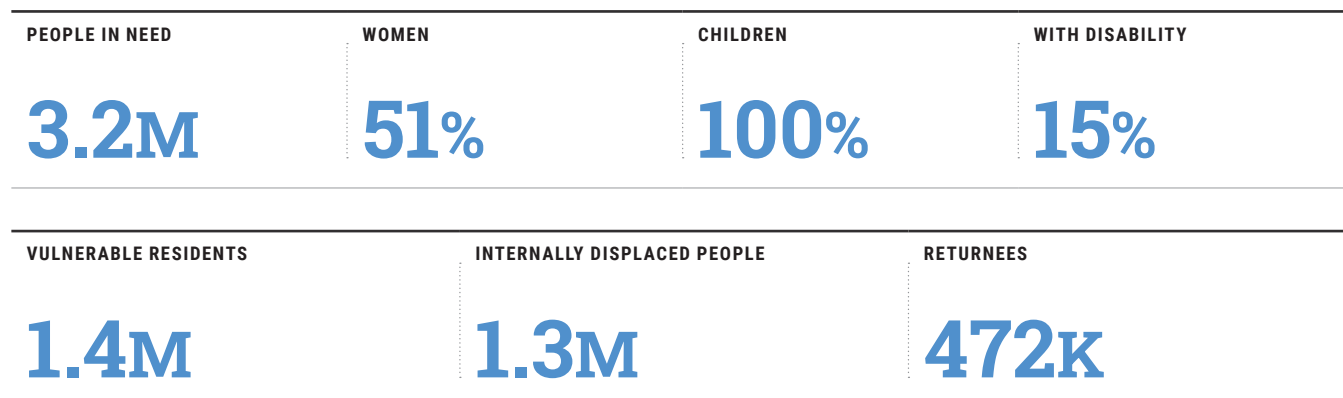 PEOPLE IN NEED WOMEN CHILDREN WITH DISABILITY
3.2M 51% 100% 15%
VULNERABLE RESIDENTS INTERNALLY DISPLACED PEOPLE RETURNEES
1.4M 1.3M 472K